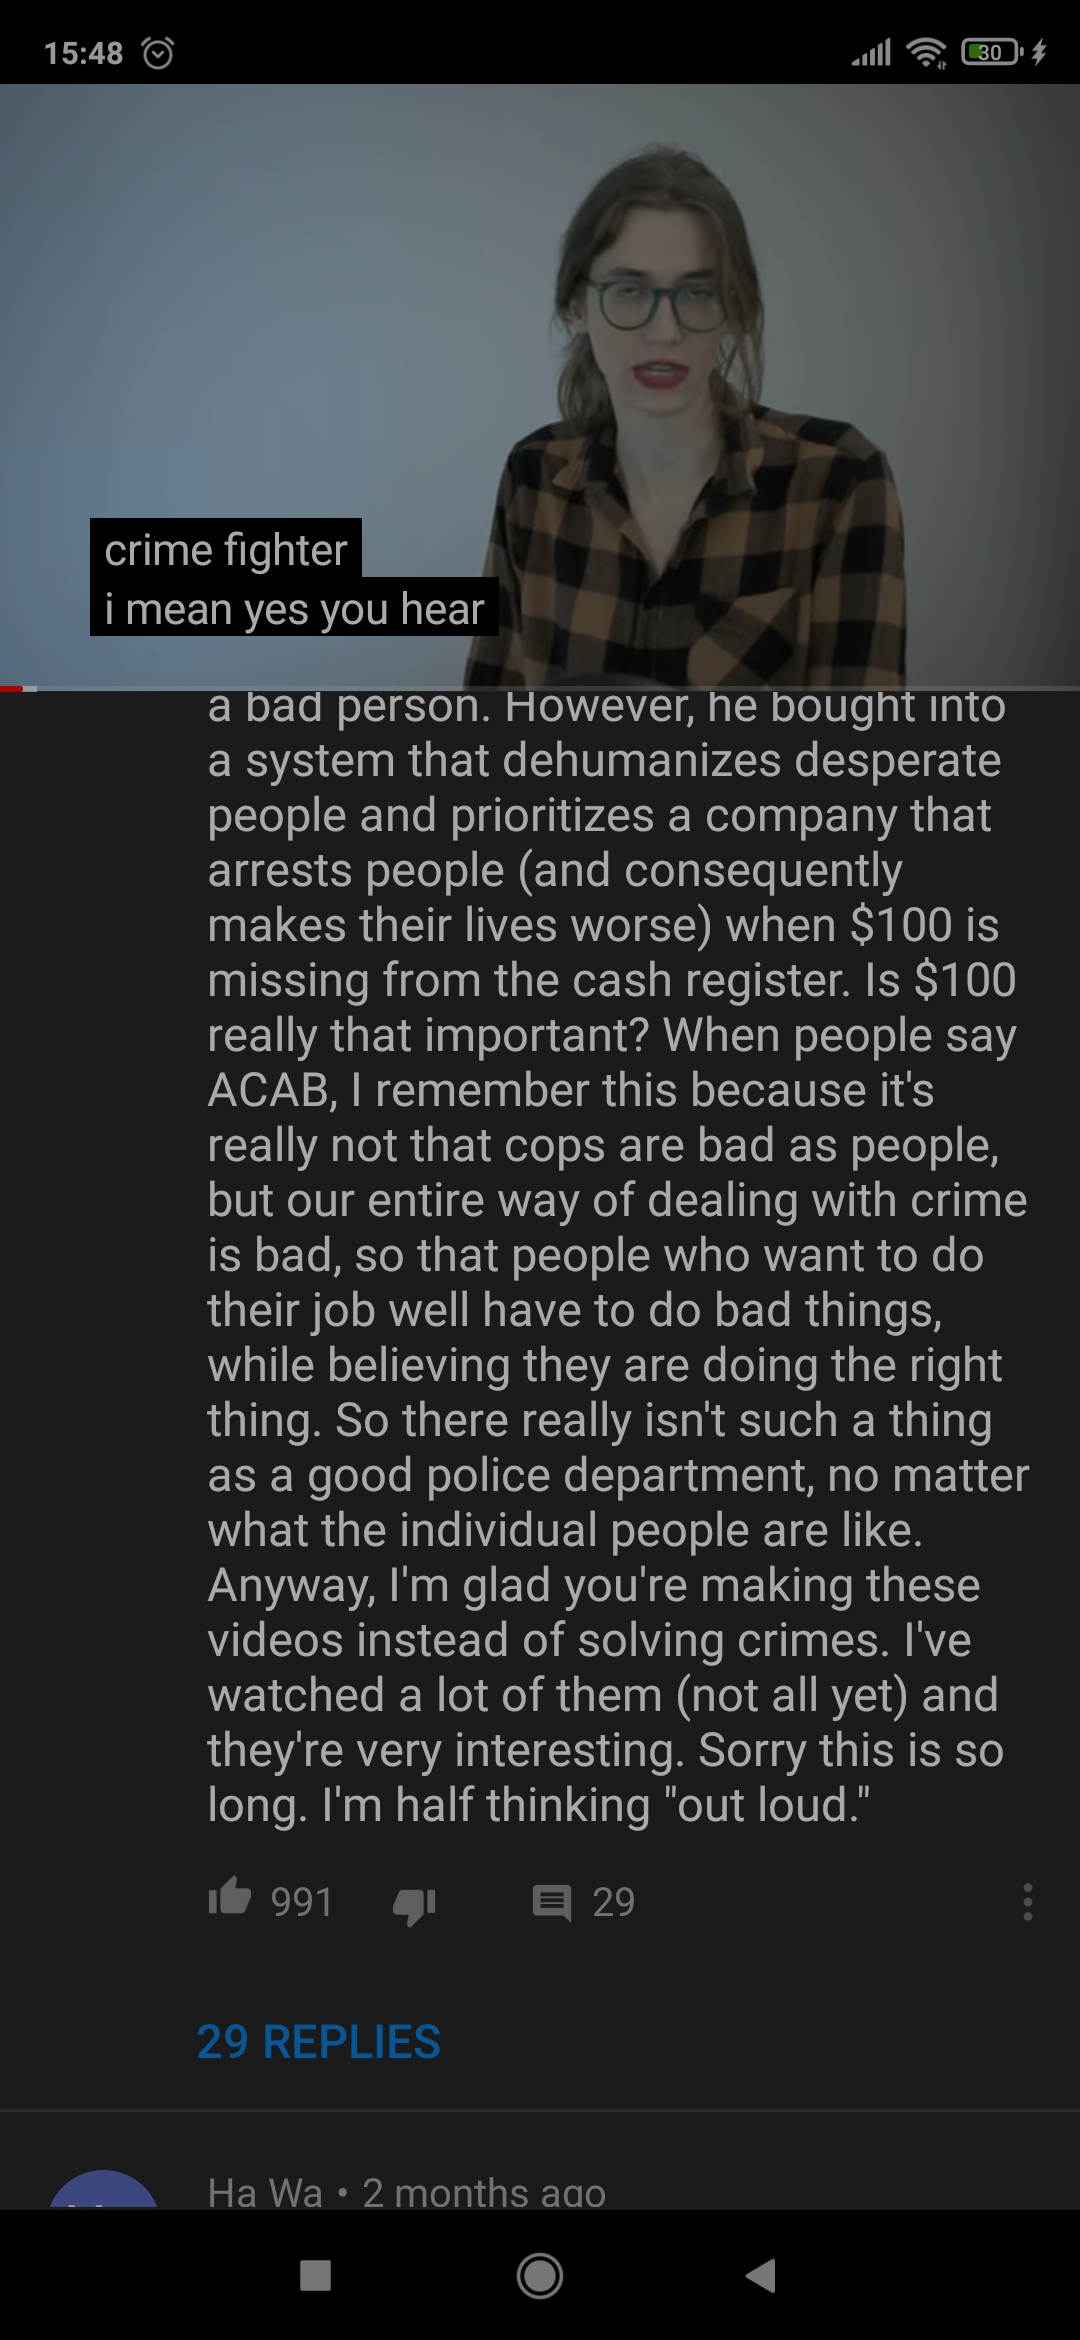 15:48
30
crime fighter
i mean yes you hear
a bad person. However, he bought into
a system that dehumanizes desperate
people and prioritizes a company that
arrests people (and consequently
makes their lives worse) when $100 is
missing from the cash register. Is $100
really that important? When people say
ACAB, I remember this because it's
really not that cops are bad as people,
but our entire way of dealing with crime
is bad, so that people who want to do
their job well have to do bad things,
while believing they are doing the right
thing. So there really isn't such a thing
as a good police department, no matter
what the individual people are like.
Anyway, I'm glad you're making these
videos instead of solving crimes. I've
watched a lot of them (not all yet) and
they're very interesting. Sorry this is so
long. I'm half thinking "out loud."
991
29
29 REPLIES
Ha Wa • 2 months ago